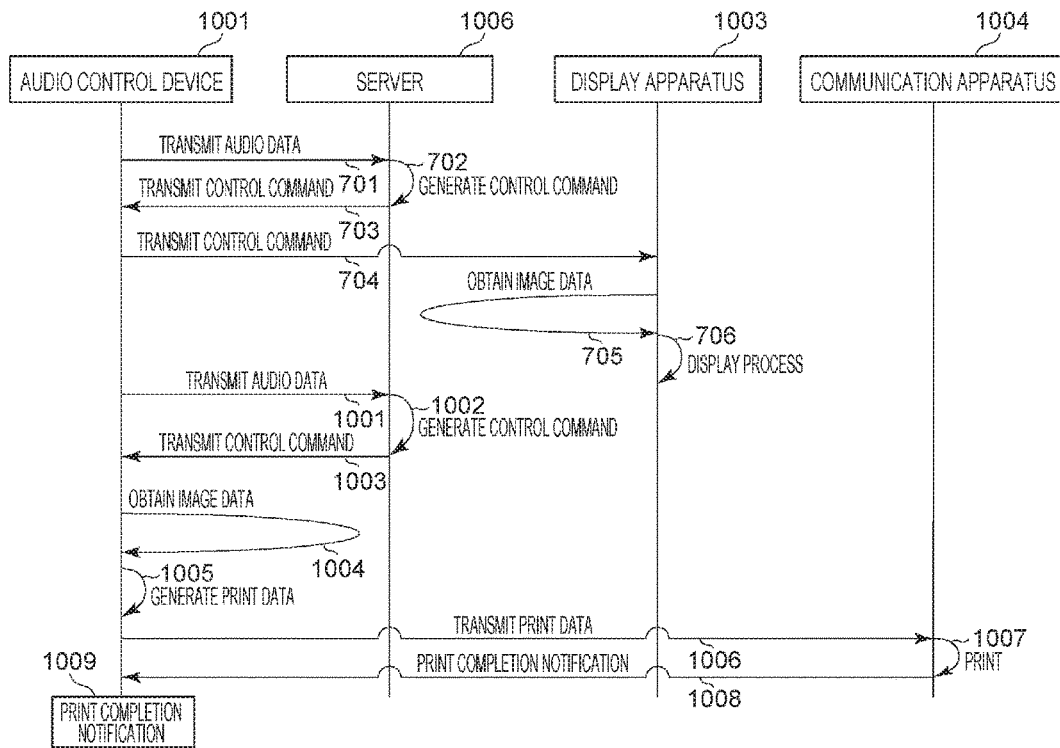 1001
1006
1003
1004
AUDIO CONTROL DEVICE
SERVER
DISPLAY APPARATUS
COMMUNICATION APPARATUS
TRANSMIT AUDIO DATA
701
702
GENERATE CONTROL COMMAND
TRANSMIT CONTROL COMMAND
703
TRANSMIT CONTROL COMMAND
704
OBTAIN IMAGE DATA
705
706
DISPLAY PROCESS
TRANSMIT AUDIO DATA
1001
1002
GENERATE CONTROL COMMAND
TRANSMIT CONTROL COMMAND
1003
OBTAIN IMAGE DATA
1004
1005
GENERATE PRINT DATA
TRANSMIT PRINT DATA
1006
1007
PRINT
PRINT COMPLETION NOTIFICATION
1008
1009
PRINT COMPLETION
NOTIFICATION